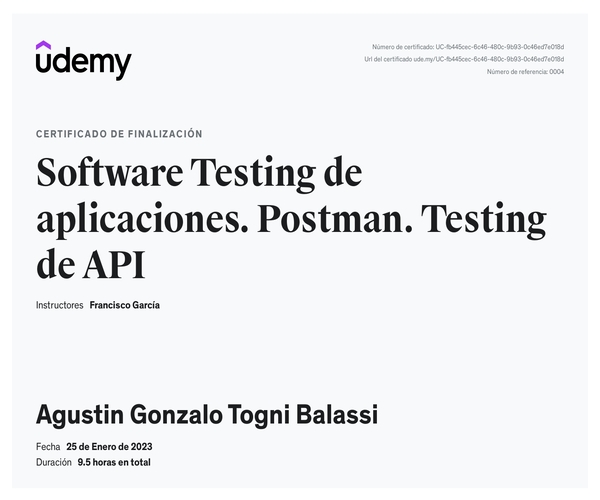 udemy
Número de certificado: UC-fb445cec-6c46-480c-9b93-0c46ed7e018d
Url del certificado ude.my/UC-fb445cec-6c46-480c-9b93-0c46ed7e018d
Número de referencia: 0004
CERTIFICADO DE FINALIZACIÓN
Software Testing de
aplicaciones. Postman. Testing
de API
Instructores Francisco García
Agustin Gonzalo Togni Balassi
Fecha 25 de Enero de 2023
Duración 9.5 horas en total